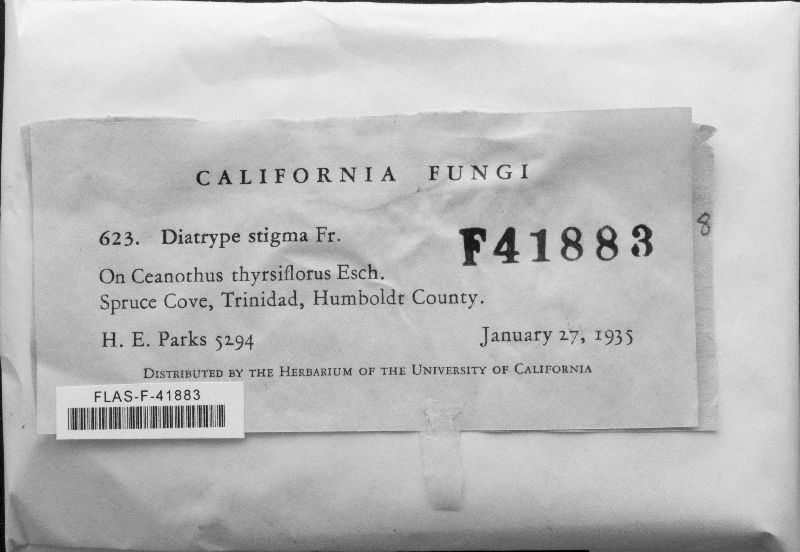 CALIFORNIA FUNGI
623. Diatrype stigma Fr.
F41883
8
On Ceanothus thyrsiflorus Esch.
Spruce Cove, Trinidad, Humboldt County.
H. E. Parks 5294 January 27, 1935
DISTRIBUTED BY THE HERBARIUM OF THE UNIVERSITY OF CALIFORNIA
FLAS-F-41883